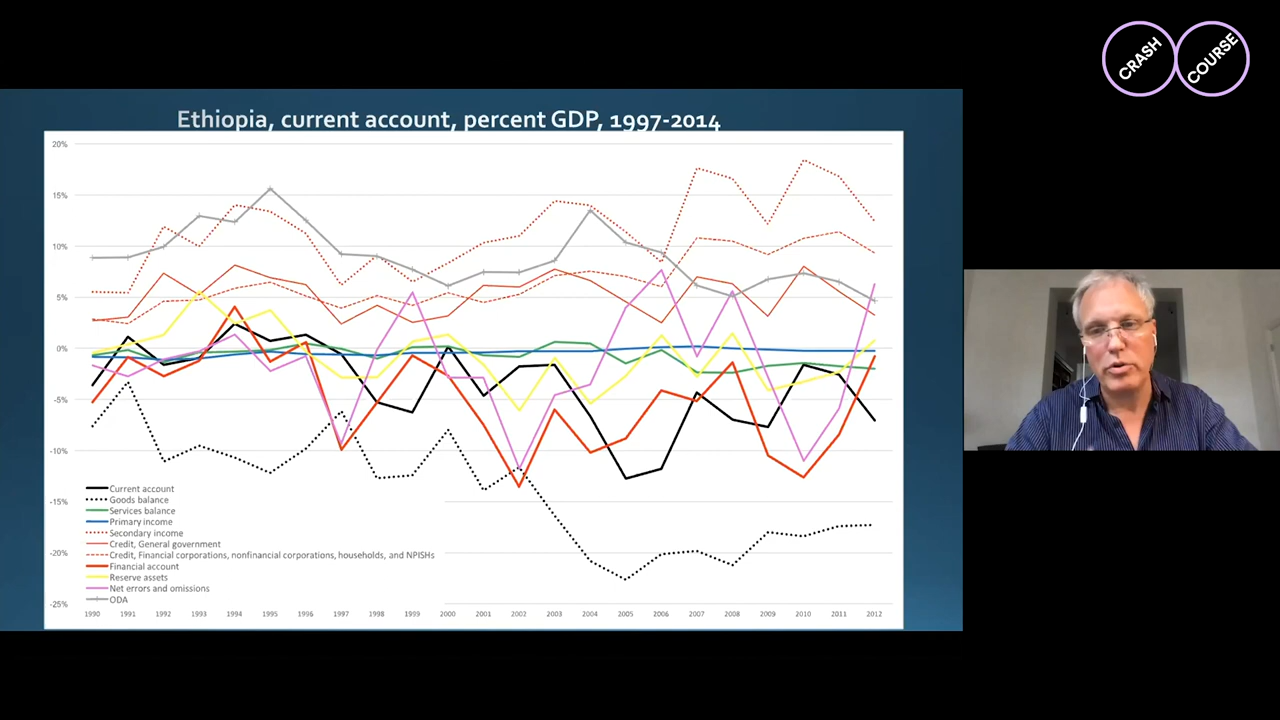 CRASH COURSE
Ethiopia, current account, percent GDP, 1997-2014
20%
15%
10%
5%
0%
-5%
-10%
-15%
-20%
-25%
Current account
Goods balance
Services balance
Primary income
Secondary income
Credit, General government
Credit, Financial corporations, nonfinancial corporations, households, and NPISHs
Financial account
Reserve assets
Net errors and omissions
ODA
1990 1991 1992 1993 1994 1995 1996 1997 1998 1999 2000 2001 2002 2003 2004 2005 2006 2007 2008 2009 2010 2011 2012